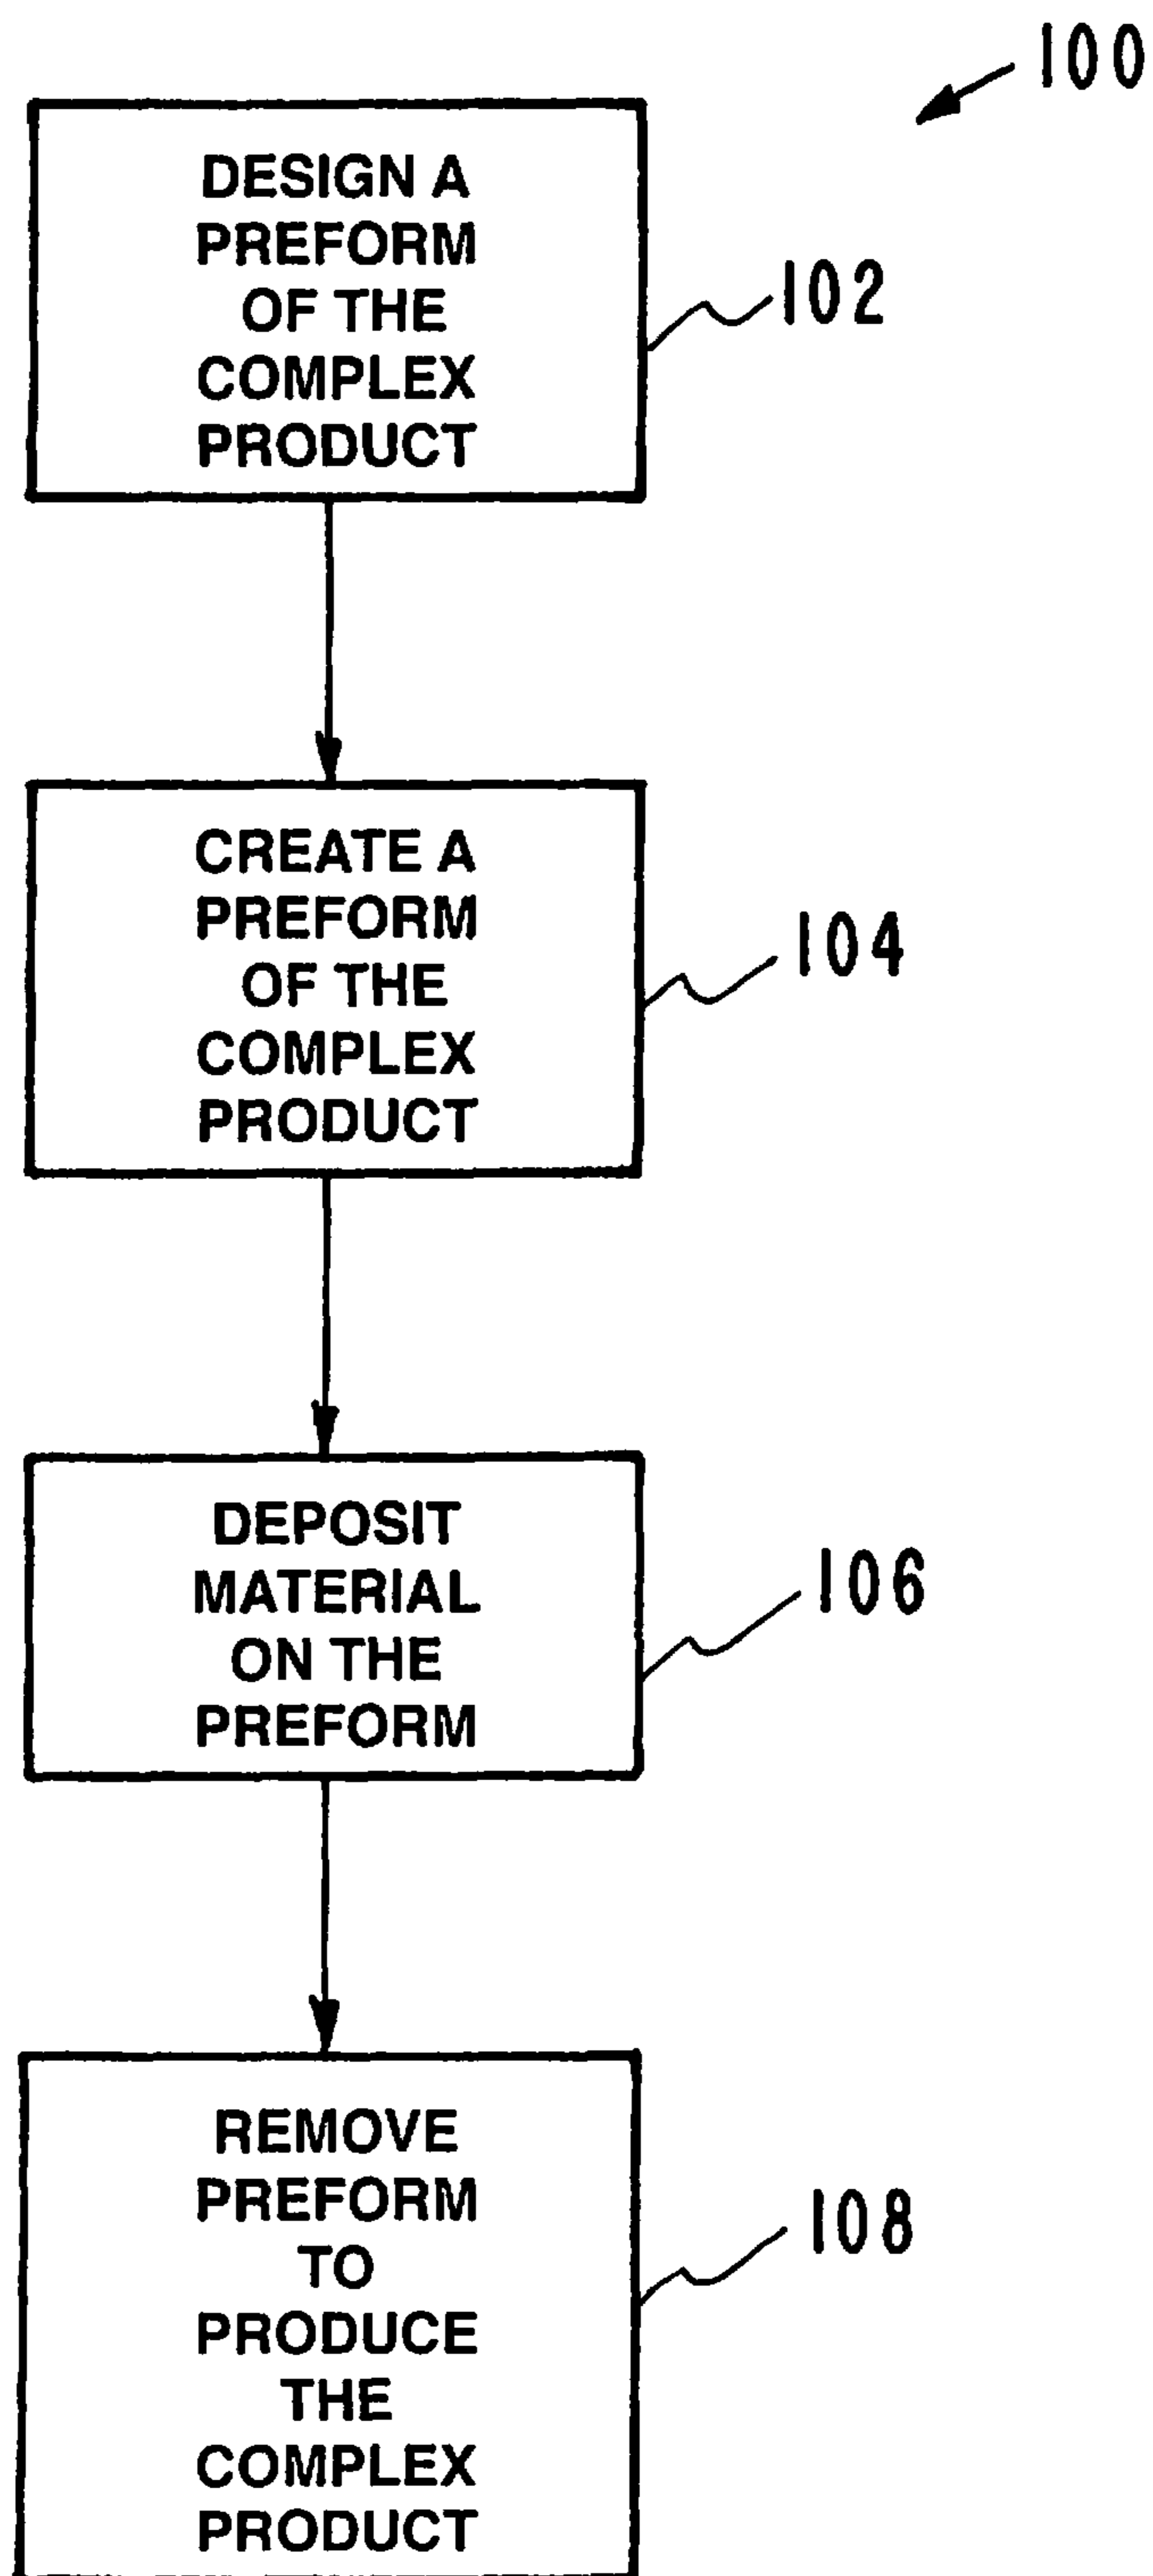 100
DESIGN A
PREFORM
OF THE
COMPLEX
PRODUCT
102
CREATE A
PREFORM
OF THE
COMPLEX
PRODUCT
104
DEPOSIT
MATERIAL
ON THE
PREFORM
106
REMOVE
PREFORM
TO
PRODUCE
THE
COMPLEX
PRODUCT
108